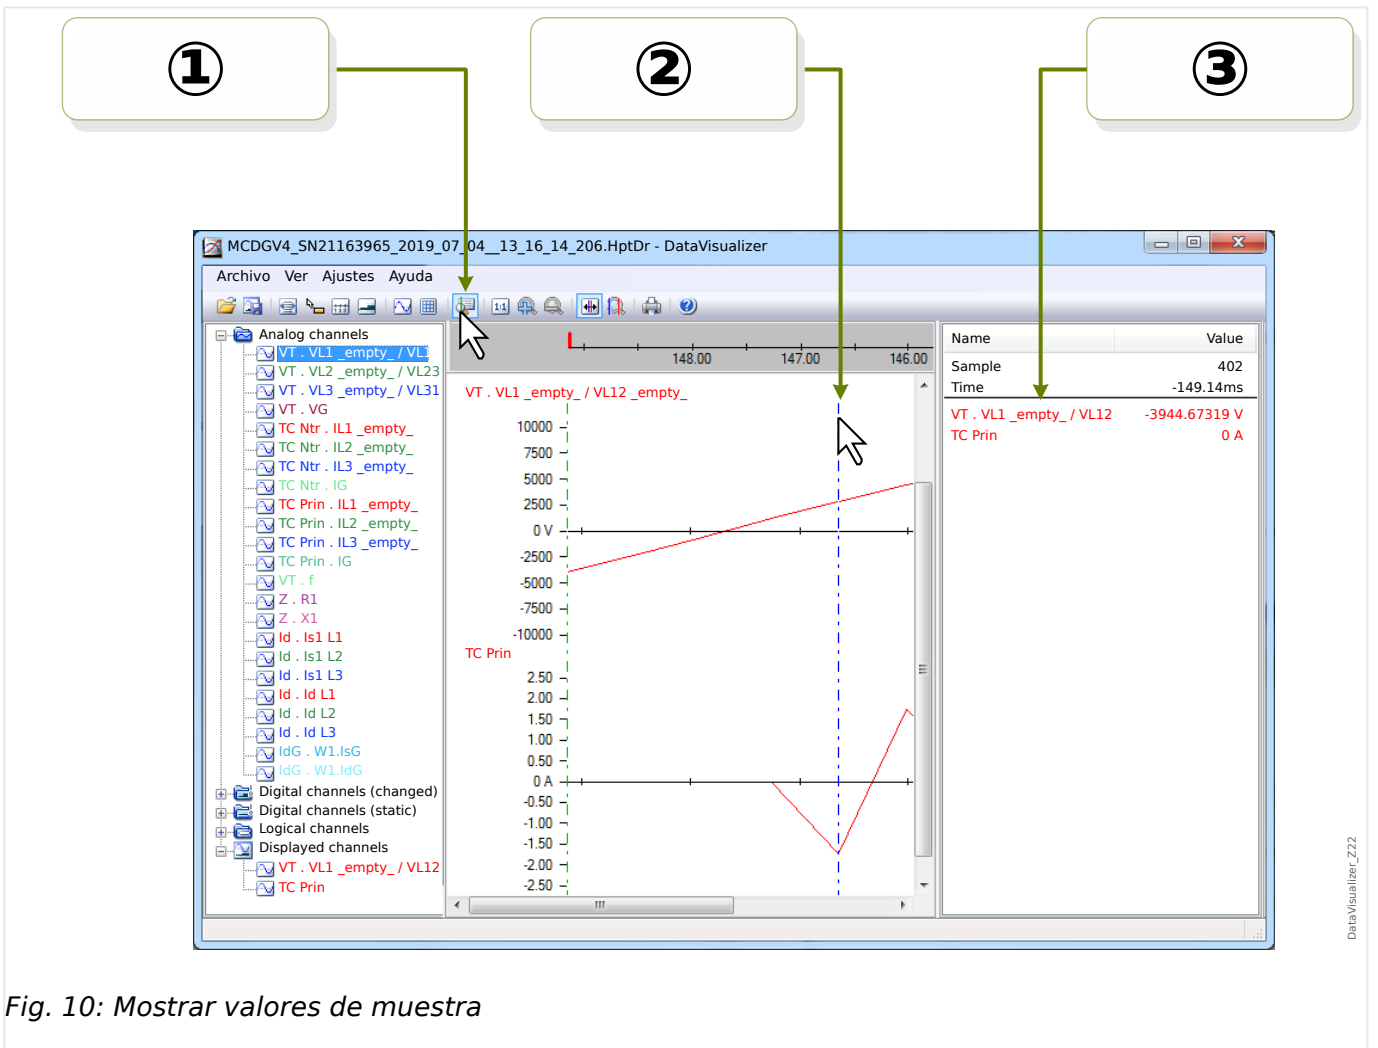 ①
②
③
MCDGV4_SN21163965_2019_07_04__13_16_14_206.HptDr - DataVisualizer
Archivo Ver Ajustes Ayuda
1:1
Analog channels
VT . VL1 _empty_ / VL1
VT . VL2 _empty_ / VL23
VT . VL3 _empty_ / VL31
VT . VG
TC Ntr . IL1 _empty_
TC Ntr . IL2 _empty_
TC Ntr . IL3 _empty_
TC Ntr . IG
TC Prin . IL1 _empty_
TC Prin . IL2 _empty_
TC Prin . IL3 _empty_
TC Prin . IG
VT . f
Z . R1
Z . X1
Id . Is1 L1
Id . Is1 L2
Id . Is1 L3
Id . Id L1
Id . Id L2
Id . Id L3
IdG . W1.IsG
IdG . W1.IdG
Digital channels (changed)
Digital channels (static)
Logical channels
Displayed channels
VT . VL1 _empty_ / VL12
TC Prin
148.00 147.00 146.00
VT . VL1 _empty_ / VL12 _empty_
10000
7500
5000
2500
0 V
-2500
-5000
-7500
-10000
TC Prin
2.50
2.00
1.50
1.00
0.50
0 A
-0.50
-1.00
-1.50
-2.00
-2.50
Name Value
Sample 402
Time -149.14ms
VT . VL1 _empty_ / VL12 -3944.67319 V
TC Prin 0 A
DataVisualizer_Z22
Fig. 10: Mostrar valores de muestra